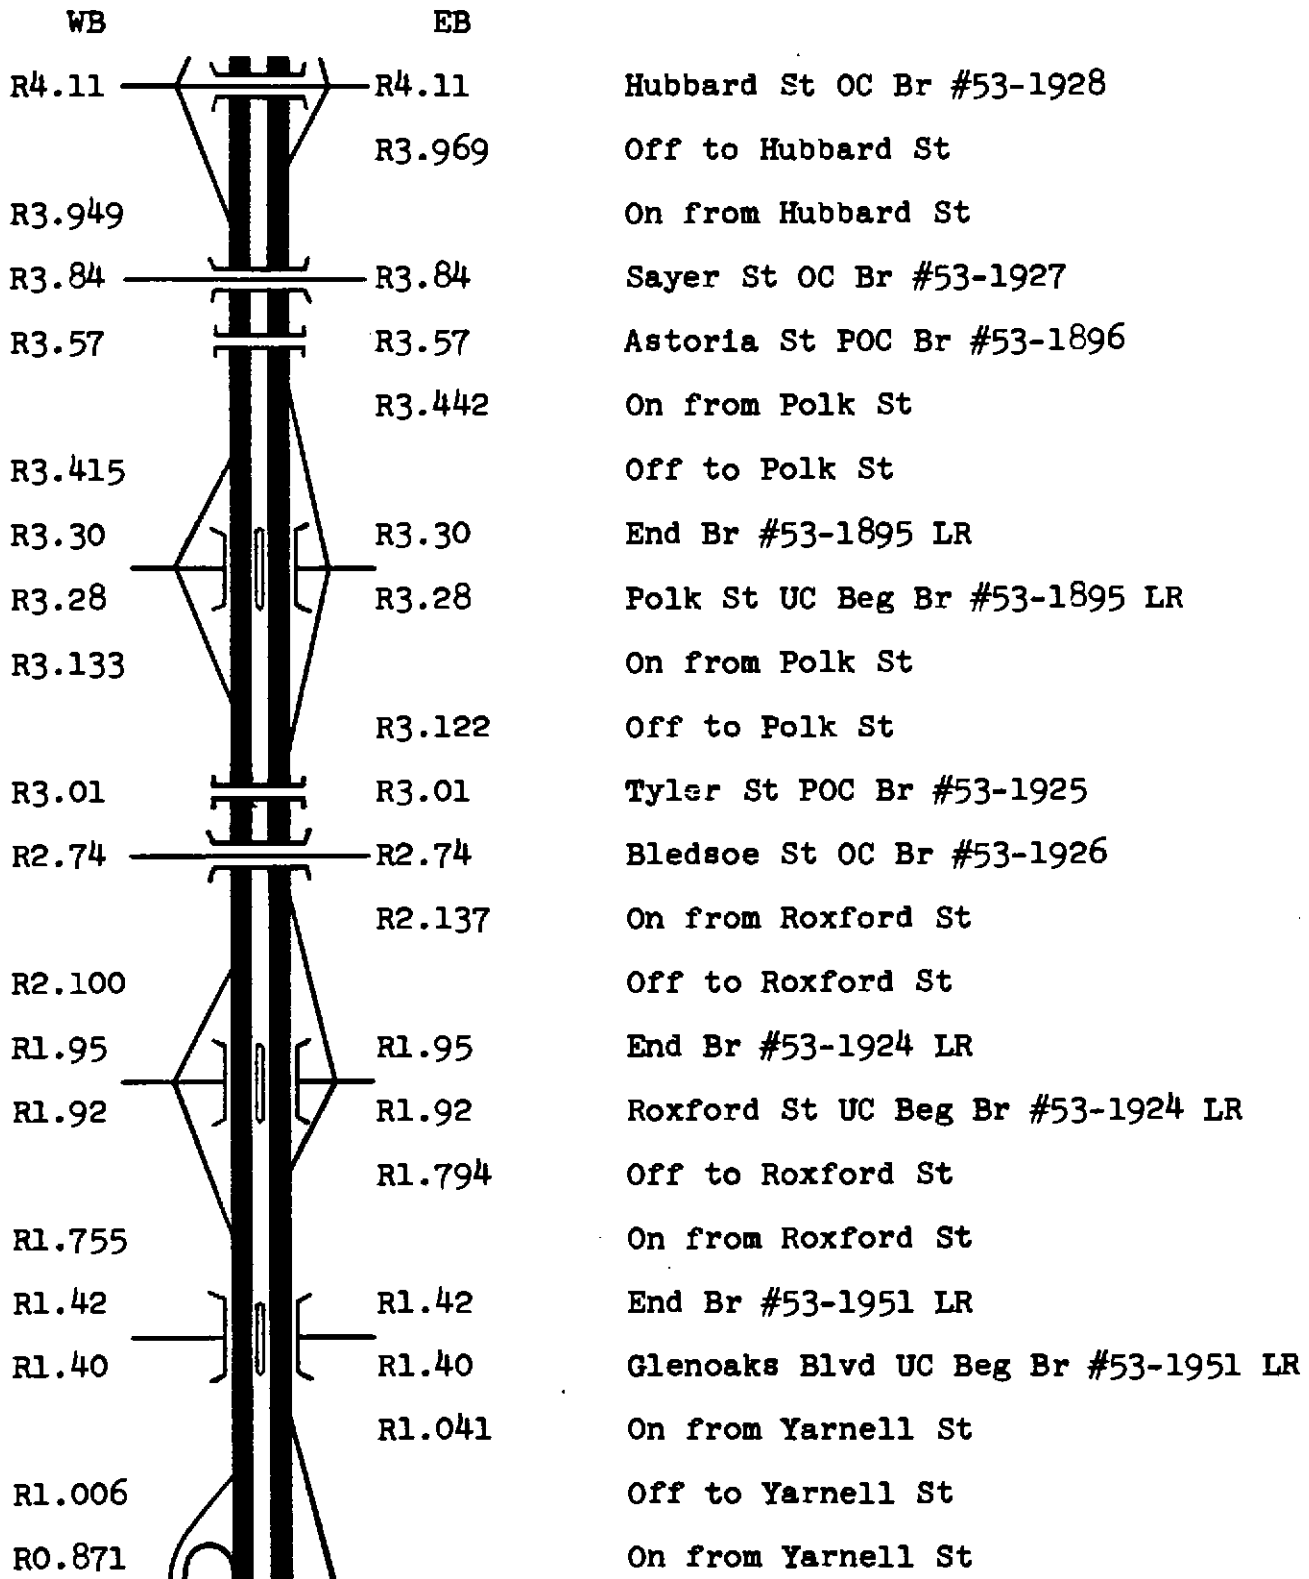 WB EB
R4.11 R4.11 Hubbard St OC Br #53-1928
R3.969 Off to Hubbard St
R3.949 On from Hubbard St
R3.84 R3.84 Sayer St OC Br #53-1927
R3.57 R3.57 Astoria St POC Br #53-1896
R3.442 On from Polk St
R3.415 Off to Polk St
R3.30 R3.30 End Br #53-1895 LR
R3.28 R3.28 Polk St UC Beg Br #53-1895 LR
R3.133 On from Polk St
R3.122 Off to Polk St
R3.01 R3.01 Tyler St POC Br #53-1925
R2.74 R2.74 Bledsoe St OC Br #53-1926
R2.137 On from Roxford St
R2.100 Off to Roxford St
R1.95 R1.95 End Br #53-1924 LR
R1.92 R1.92 Roxford St UC Beg Br #53-1924 LR
R1.794 Off to Roxford St
R1.755 On from Roxford St
R1.42 R1.42 End Br #53-1951 LR
R1.40 R1.40 Glenoaks Blvd UC Beg Br #53-1951 LR
R1.041 On from Yarnell St
R1.006 Off to Yarnell St
R0.871 On from Yarnell St